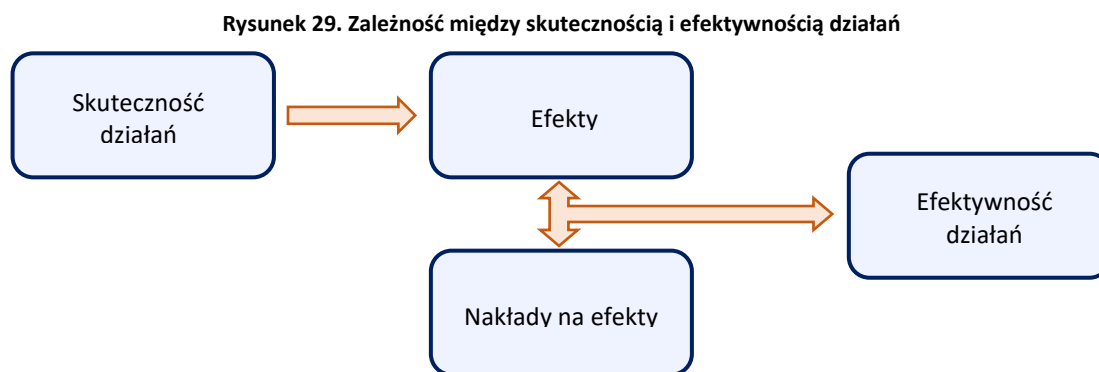 Rysunek 29. Zależność między skutecznością i efektywnością działań
Skuteczność
działań
Efekty
Efektywność
działań
Nakłady na efekty